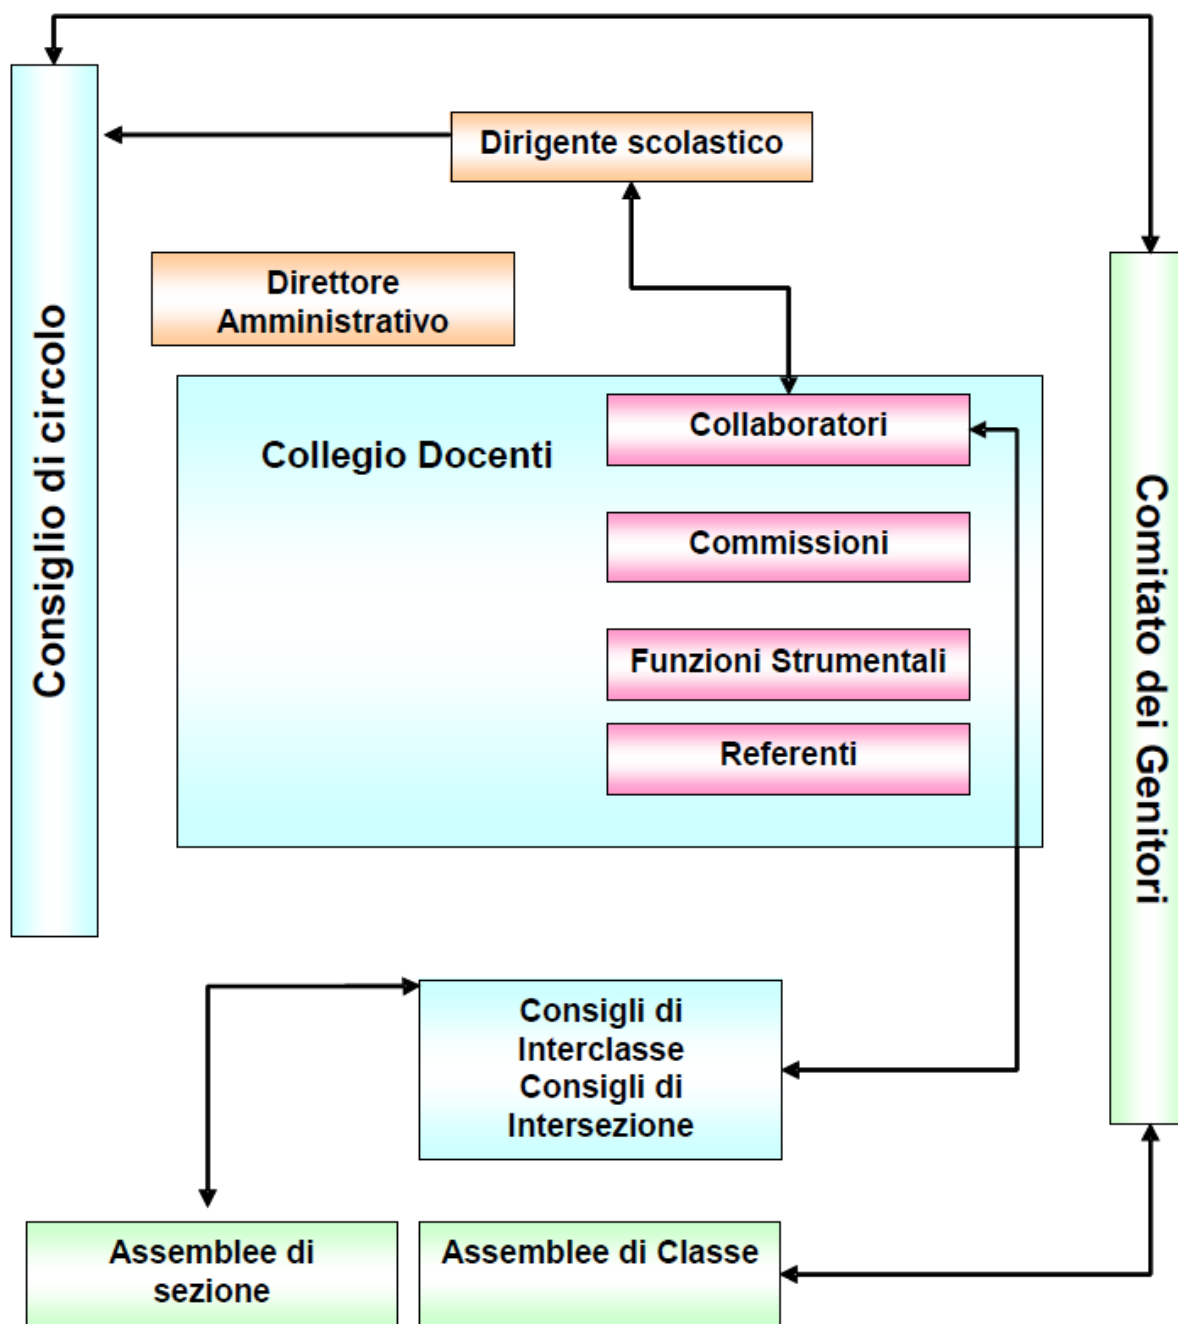 Dirigente scolastico
Direttore
Amministrativo
Consiglio di circolo
Collegio Docenti
Collaboratori
Commissioni
Funzioni Strumentali
Referenti
Comitato dei Genitori
Consigli di
Interclasse
Consigli di
Intersezione
Assemblee di
sezione
Assemblee di Classe